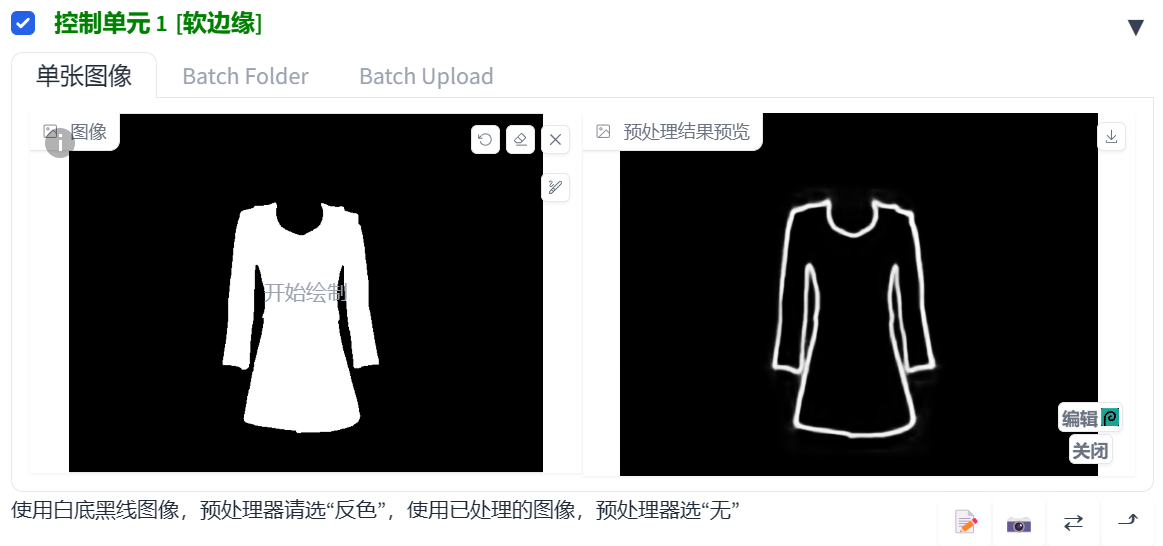 控制单元 1 [软边缘]
单张图像
Batch Folder
Batch Upload
图像
预处理结果预览
开始绘制
编辑
关闭
使用白底黑线图像，预处理器请选“反色”，使用已处理的图像，预处理器选“无”